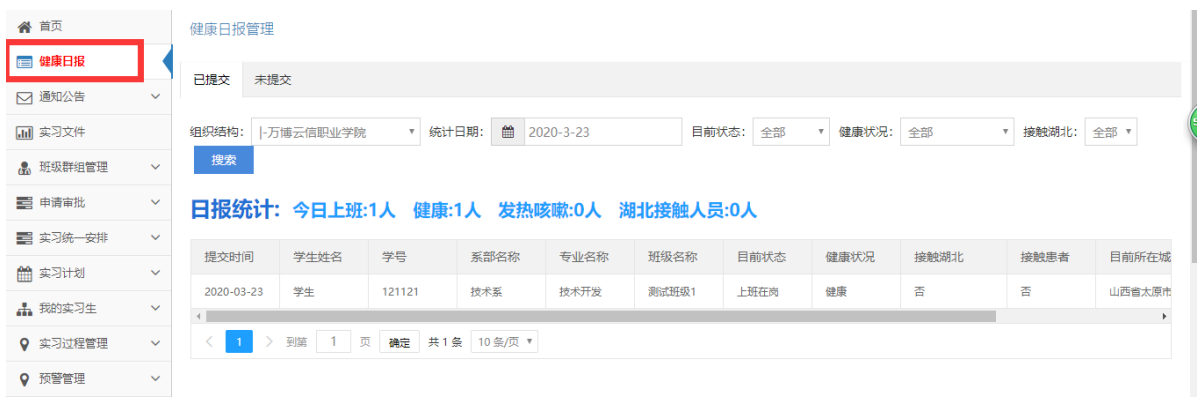 首页
健康日报
通知公告
实习文件
班级群组管理
申请审批
实习统一安排
实习计划
我的实习生
实习过程管理
预警管理
健康日报管理
已提交 未提交
组织结构: |-万博云信职业学院 统计日期: 2020-3-23 目前状态: 全部 健康状况: 全部 接触湖北: 全部
搜索
日报统计: 今日上班:1人 健康:1人 发热咳嗽:0人 湖北接触人员:0人
提交时间 学生姓名 学号 系部名称 专业名称 班级名称 目前状态 健康状况 接触湖北 接触患者 目前所在城
2020-03-23 学生 121121 技术系 技术开发 测试班级1 上班在岗 健康 否 否 山西省太原市
1 到第 1 页 确定 共 1 条 10 条/页